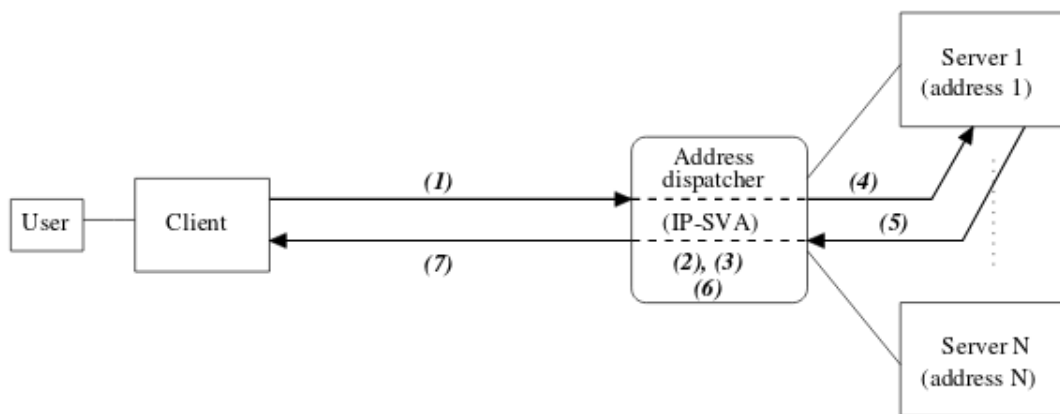 Server 1
(address 1)
Address
dispatcher
(1)
(4)
User
Client
(IP-SVA)
(5)
(7)
(2), (3)
(6)
Server N
(address N)